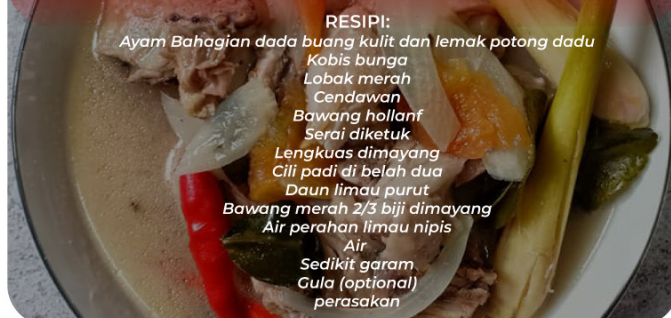 RESIPI:
Ayam Bahagian dada buang kulit dan lemak potong dadu
Kobis bunga
Lobak merah
Cendawan
Bawang hollanf
Serai diketuk
Lengkuas dimayang
Cili padi di belah dua
Daun limau purut
Bawang merah 2/3 biji dimayang
Air perahan limau nipis
Air
Sedikit garam
Gula (optional)
perasakan